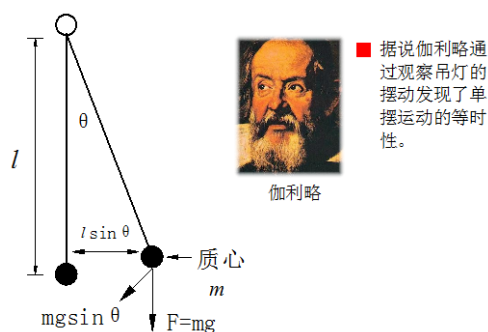 l
θ
l sin θ
质心
m
mgsin θ
F=mg
伽利略
据说伽利略通
过观察吊灯的
摆动发现了单
摆运动的等时
性。